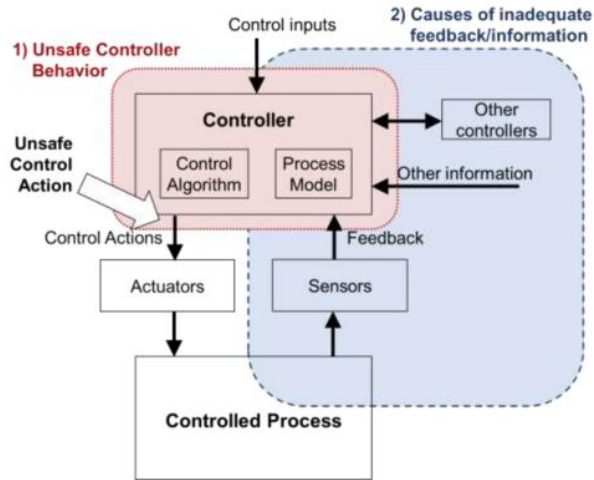 Control inputs
2) Causes of inadequate
feedback/information
1) Unsafe Controller
Behavior
Controller
Other
controllers
Unsafe
Control
Action
Control
Algorithm
Process
Model
Other information
Control Actions
Feedback
Actuators
Sensors
Controlled Process